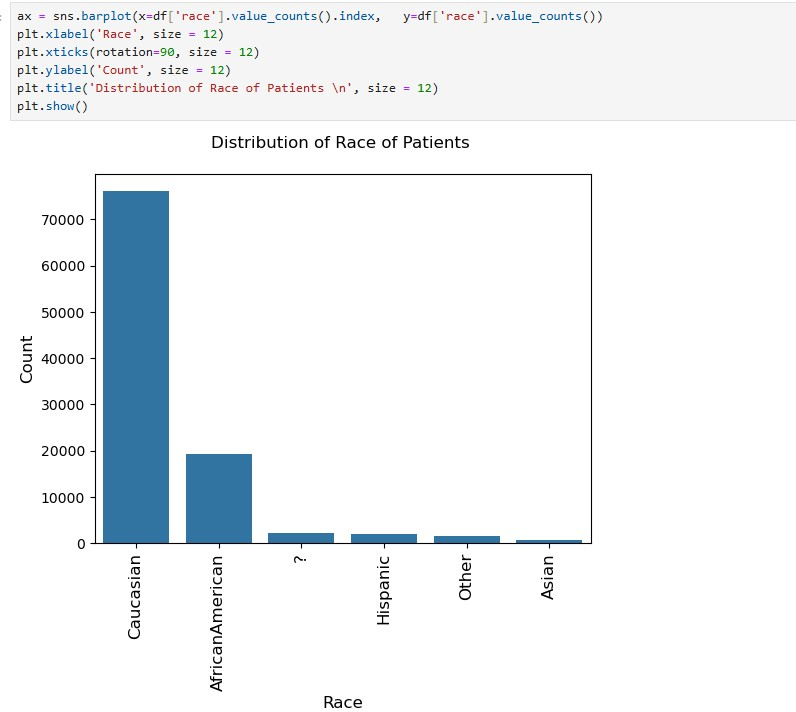 ax = sns.barplot(x=df['race'].value_counts().index,   y=df['race'].value_counts())
plt.xlabel('Race', size = 12)
plt.xticks(rotation=90, size = 12)
plt.ylabel('Count', size = 12)
plt.title('Distribution of Race of Patients \n', size = 12)
plt.show()
Distribution of Race of Patients
70000
60000
50000
40000
30000
20000
10000
0
Count
Caucasian
AfricanAmerican
?
Hispanic
Other
Asian
Race